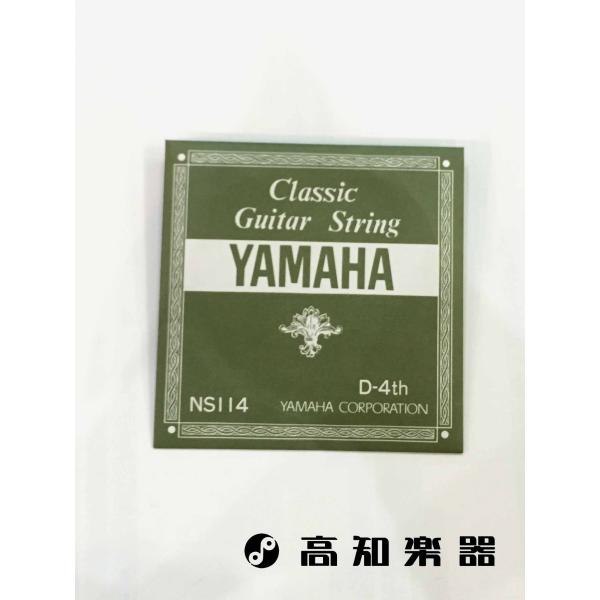 Classic
Guitar String
YAMAHA
D-4th
NS114 YAMAHA CORPORATION
高知楽器